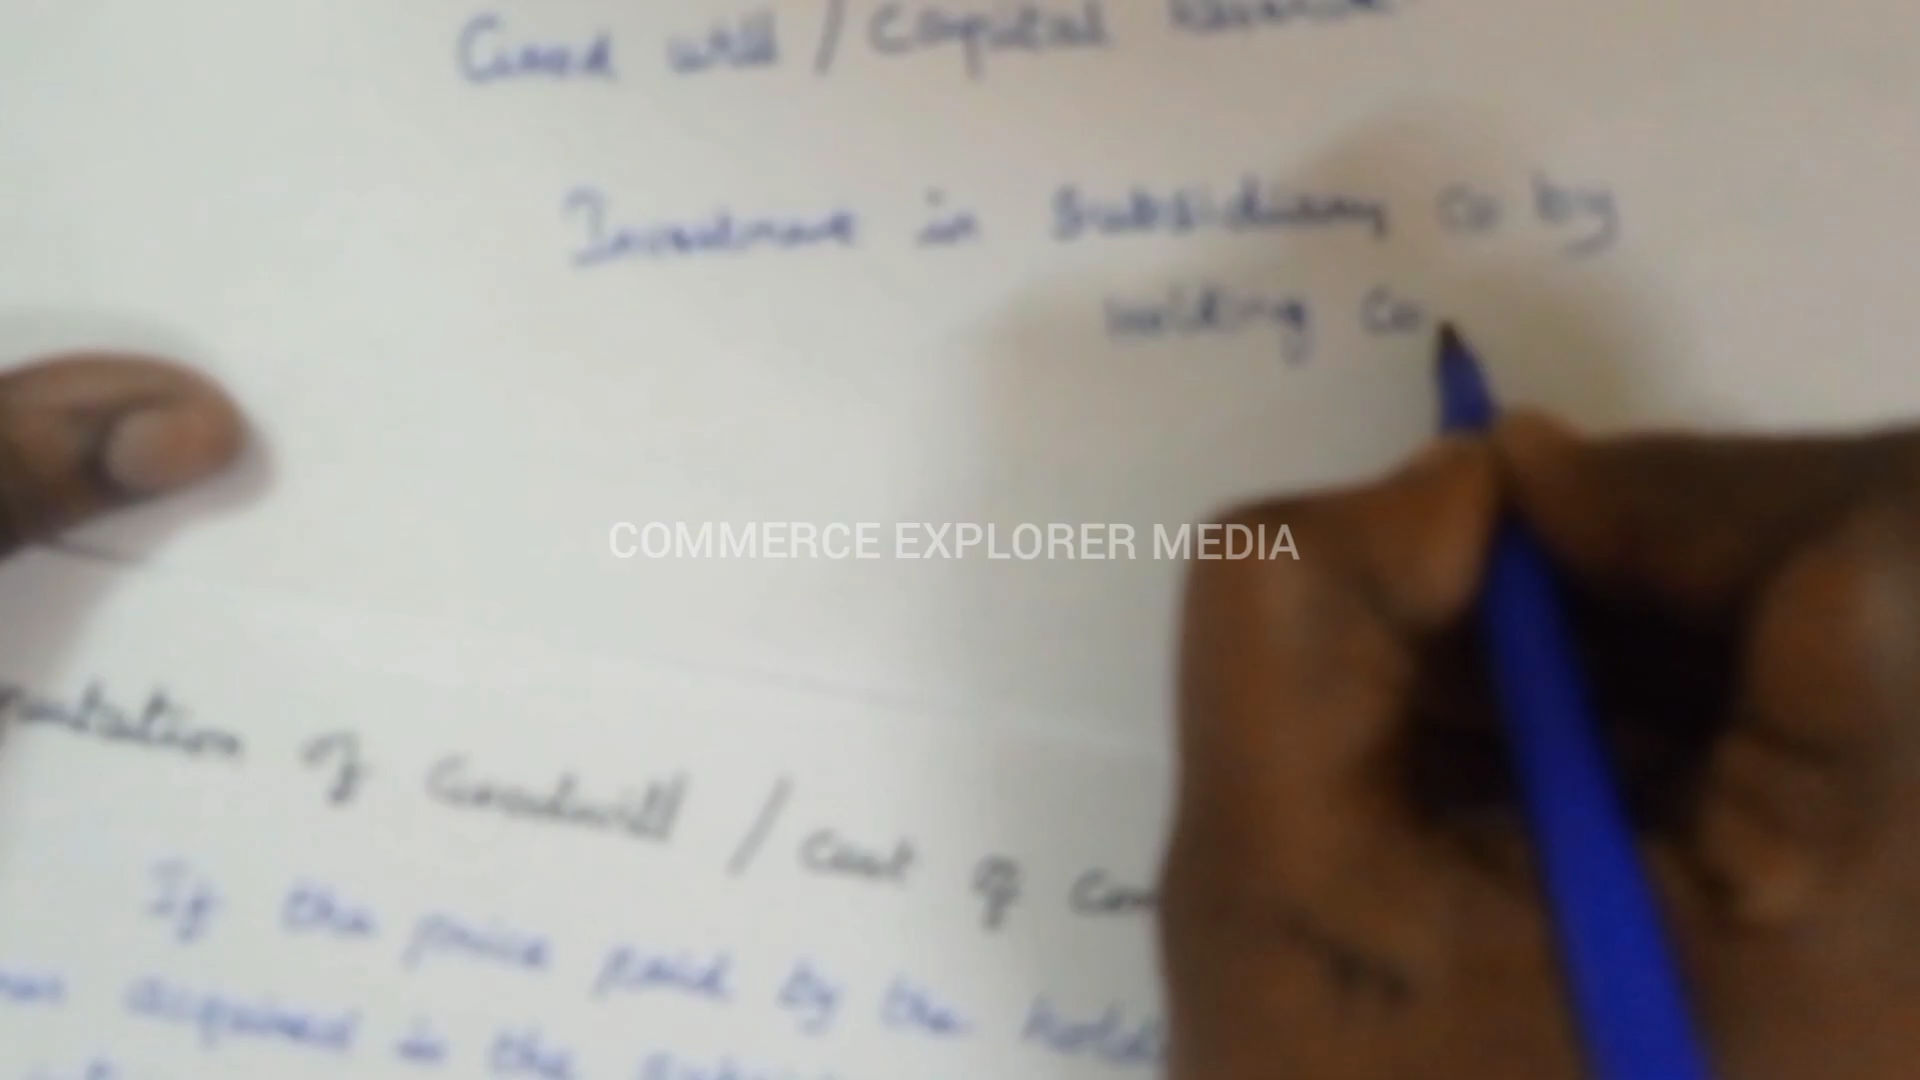 Good will / Capital Reserve
Investment in Subsidiary Co by
holding Co
COMMERCE EXPLORER MEDIA
of Goodwill / Cost of
If the price paid by the
acquired in the